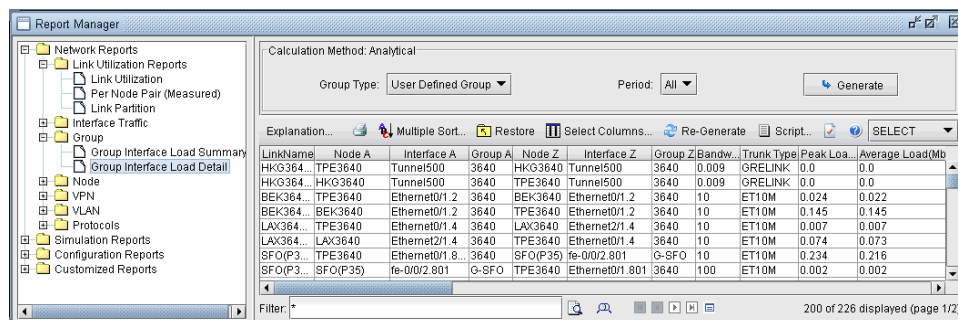 Report Manager
Network Reports
Link Utilization Reports
Link Utilization
Per Node Pair (Measured)
Link Partition
Interface Traffic
Group
Group Interface Load Summary
Group Interface Load Detail
Node
VPN
VLAN
Protocols
Simulation Reports
Configuration Reports
Customized Reports
Calculation Method: Analytical
Group Type: User Defined Group Period: All Generate
Explanation... Multiple Sort... Restore Select Columns... Re-Generate Script... SELECT
LinkName Node A Interface A Group A Node Z Interface Z Group Z Bandw... Trunk Type Peak Loa... Average Load(Mb
HKG364... TPE3640 Tunnel500 3640 HKG3640 Tunnel500 3640 0.009 GRELINK 0.0 0.0
HKG364... HKG3640 Tunnel500 3640 TPE3640 Tunnel500 3640 0.009 GRELINK 0.0 0.0
BEK364... TPE3640 Ethernet0/1.2 3640 BEK3640 Ethernet0/1.2 3640 10 ET10M 0.024 0.022
BEK364... BEK3640 Ethernet0/1.2 3640 TPE3640 Ethernet0/1.2 3640 10 ET10M 0.145 0.145
LAX364... TPE3640 Ethernet2/1.4 3640 LAX3640 Ethernet2/1.4 3640 10 ET10M 0.007 0.007
LAX364... LAX3640 Ethernet2/1.4 3640 TPE3640 Ethernet2/1.4 3640 10 ET10M 0.074 0.073
SFO(P3... TPE3640 Ethernet0/1.8... 3640 SFO(P35) fe-0/0/2.801 G-SFO 10 ET10M 0.234 0.216
SFO(P3... SFO(P35) fe-0/0/2.801 G-SFO TPE3640 Ethernet0/1.801 3640 100 ET10M 0.002 0.002
Filter: * 200 of 226 displayed (page 1/2)